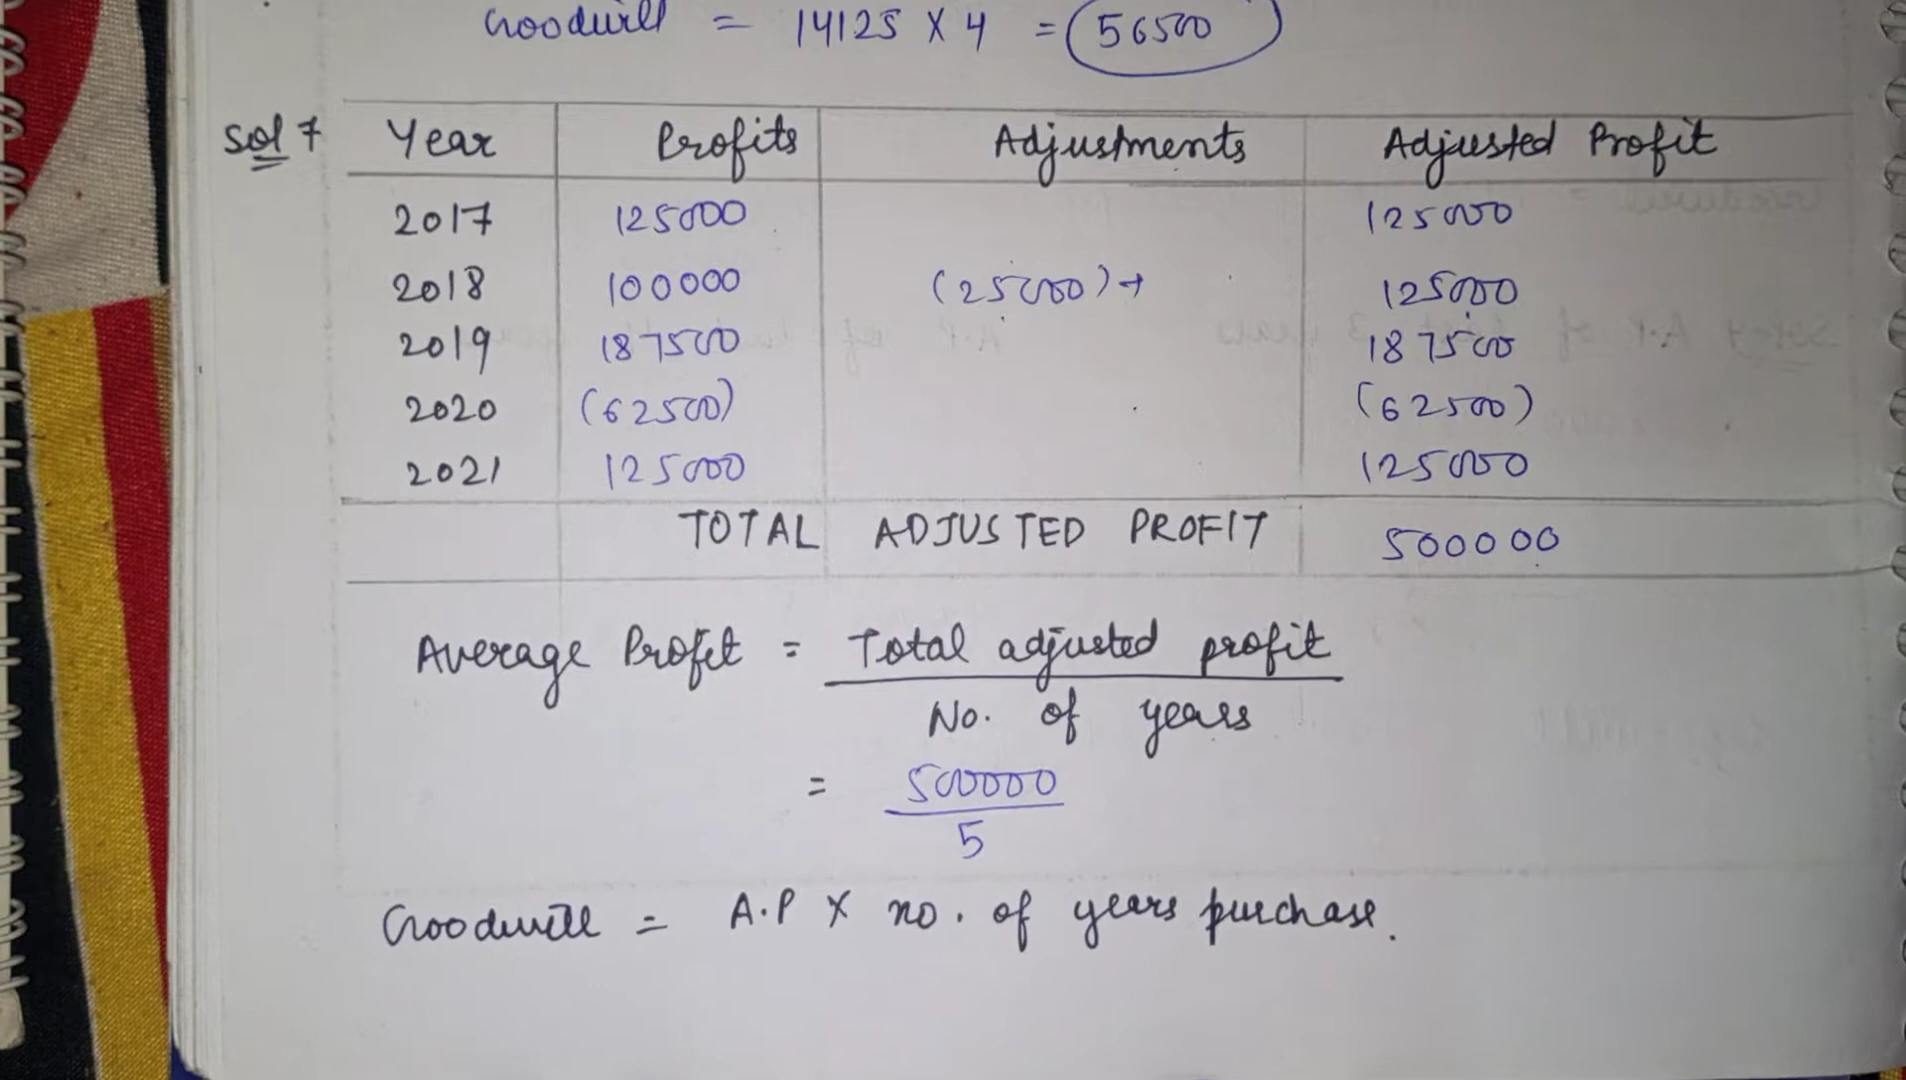 Goodwill = 14125 X 4 = 56500
Sol 7 Year Profits Adjustments Adjusted Profit
2017 125000 125000
2018 100000 (25000)+ 125000
2019 187500 187500
2020 (62500) (62500)
2021 125000 125000
TOTAL ADJUSTED PROFIT 500000
Average Profit = Total adjusted profit
No. of years
= 500000
5
Goodwill = A.P X no. of years purchase.